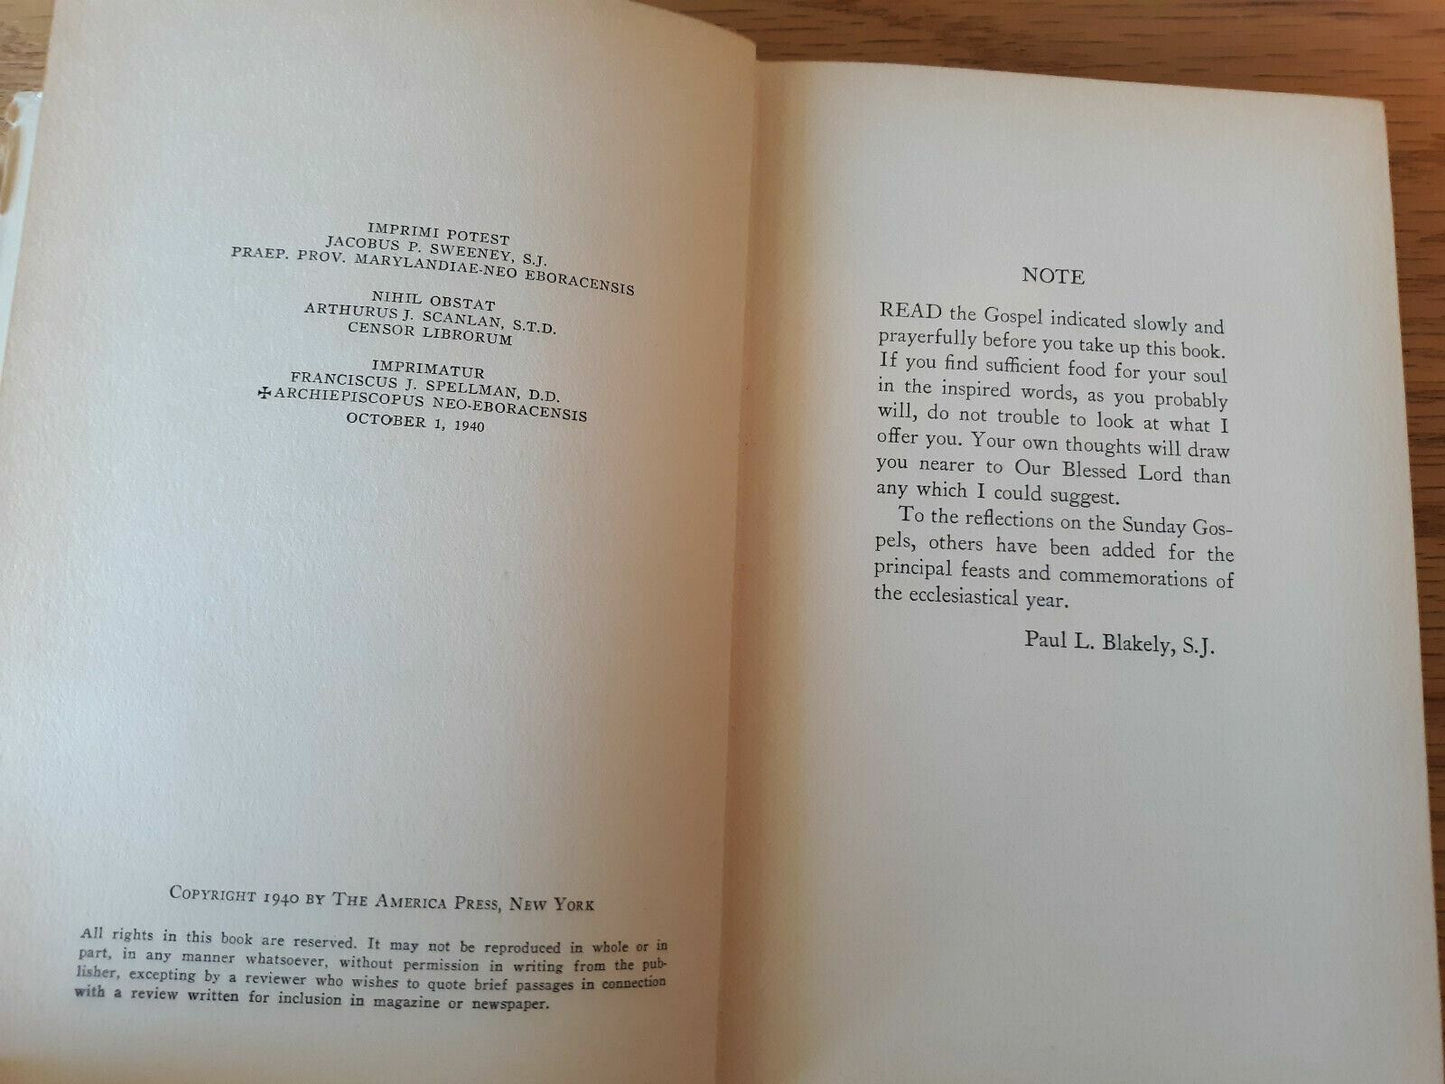 IMPRIMI POTEST
JACOBUS P. SWEENEY, S.J.
PRAEP. PROV. MARYLANDIAE-NEO EBORACENSIS
NIHIL OBSTAT
ARTHURUS J. SCANLAN, S.T.D.
CENSOR LIBRORUM
IMPRIMATUR
FRANCISCUS J. SPELLMAN, D.D.
✠ARCHIEPISCOPUS NEO-EBORACENSIS
OCTOBER 1, 1940
COPYRIGHT 1940 BY THE AMERICA PRESS, NEW YORK
All rights in this book are reserved. It may not be reproduced in whole or in
part, in any manner whatsoever, without permission in writing from the pub-
lisher, excepting by a reviewer who wishes to quote brief passages in connection
with a review written for inclusion in magazine or newspaper.
NOTE
READ the Gospel indicated slowly and
prayerfully before you take up this book.
If you find sufficient food for your soul
in the inspired words, as you probably
will, do not trouble to look at what I
offer you. Your own thoughts will draw
you nearer to Our Blessed Lord than
any which I could suggest.
To the reflections on the Sunday Gos-
pels, others have been added for the
principal feasts and commemorations of
the ecclesiastical year.
Paul L. Blakely, S.J.